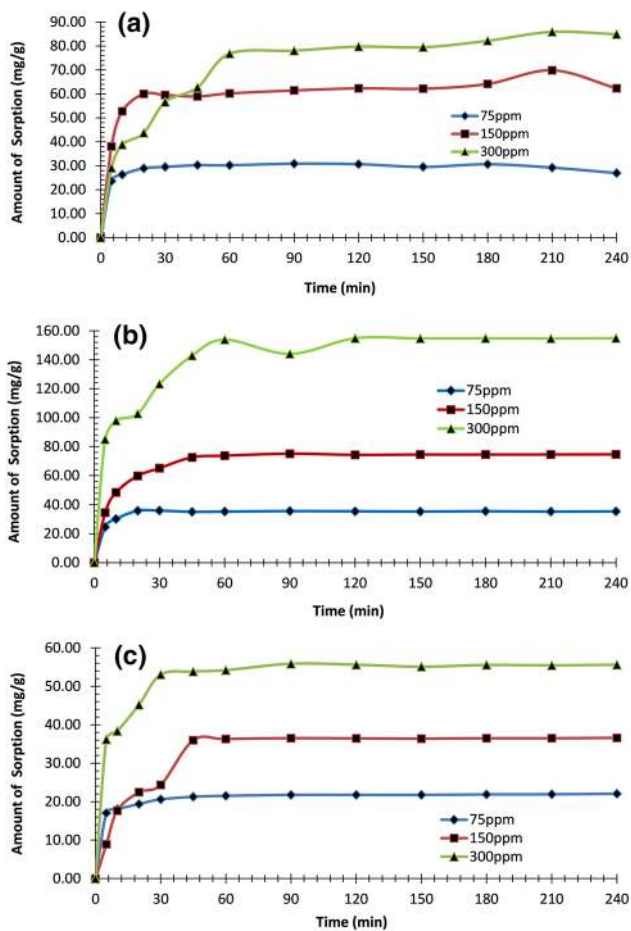 (a)
Amount of Sorption (mg/g)
90.00
80.00
70.00
60.00
50.00
40.00
30.00
20.00
10.00
0.00
75ppm
150ppm
300ppm
0 30 60 90 120 150 180 210 240
Time (min)
(b)
Amount of Sorption (mg/g)
160.00
140.00
120.00
100.00
80.00
60.00
40.00
20.00
0.00
75ppm
150ppm
300ppm
0 30 60 90 120 150 180 210 240
Time (min)
(c)
Amount of Sorption (mg/g)
60.00
50.00
40.00
30.00
20.00
10.00
0.00
75ppm
150ppm
300ppm
0 30 60 90 120 150 180 210 240
Time (min)